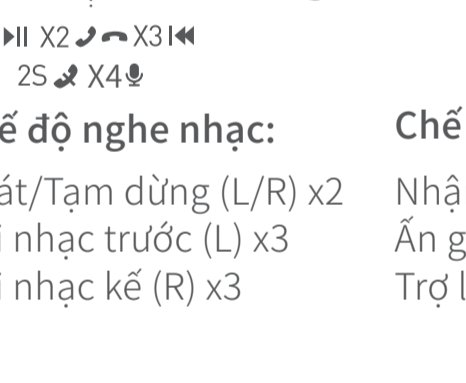 X2 X3
2S X4
ế độ nghe nhạc: Chế
át/Tạm dừng (L/R) x2 Nhậ
i nhạc trước (L) x3 Ấn g
i nhạc kế (R) x3 Trợ l